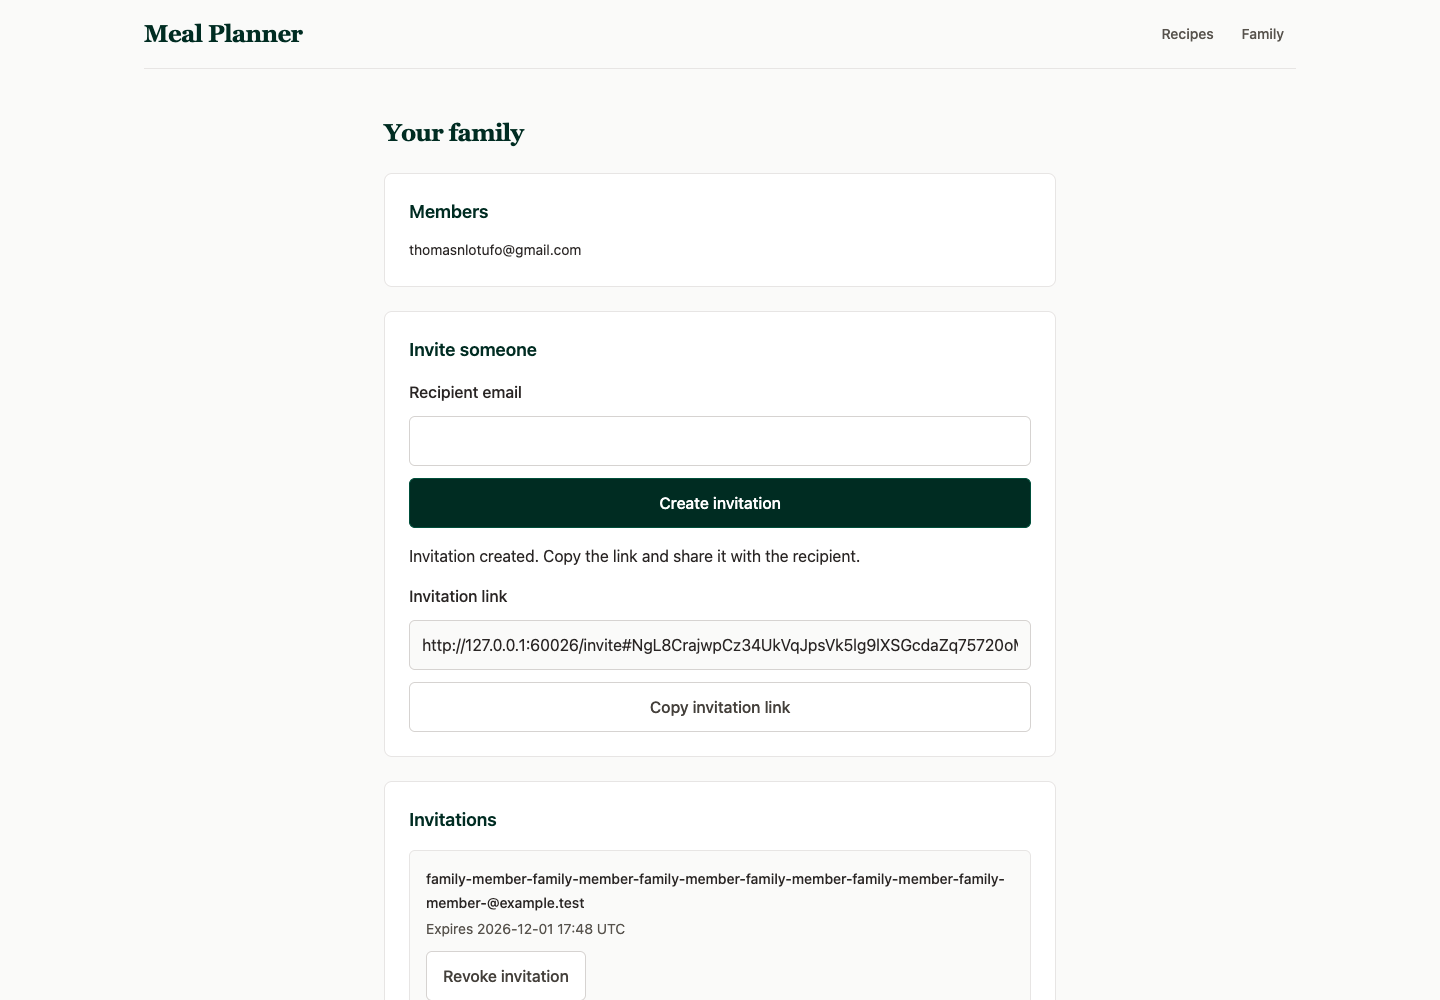 Meal Planner
Recipes Family
Your family
Members
thomasnlotufo@gmail.com
Invite someone
Recipient email
Create invitation
Invitation created. Copy the link and share it with the recipient.
Invitation link
http://127.0.0.1:60026/invite#NgL8CrajwpCz34UkVqJpsVk5lg9lXSGcdaZq75720oM
Copy invitation link
Invitations
family-member-family-member-family-member-family-member-family-member-family-
member-@example.test
Expires 2026-12-01 17:48 UTC
Revoke invitation